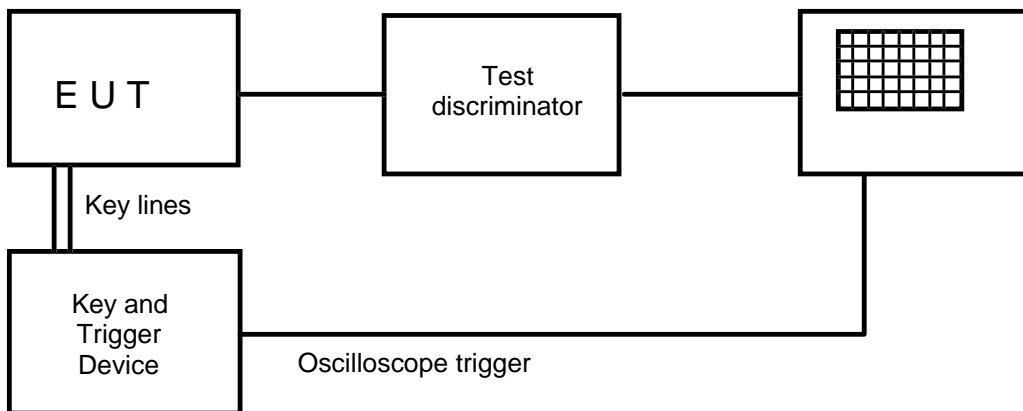 E U T
Test
discriminator
Key lines
Key and
Trigger
Device
Oscilloscope trigger